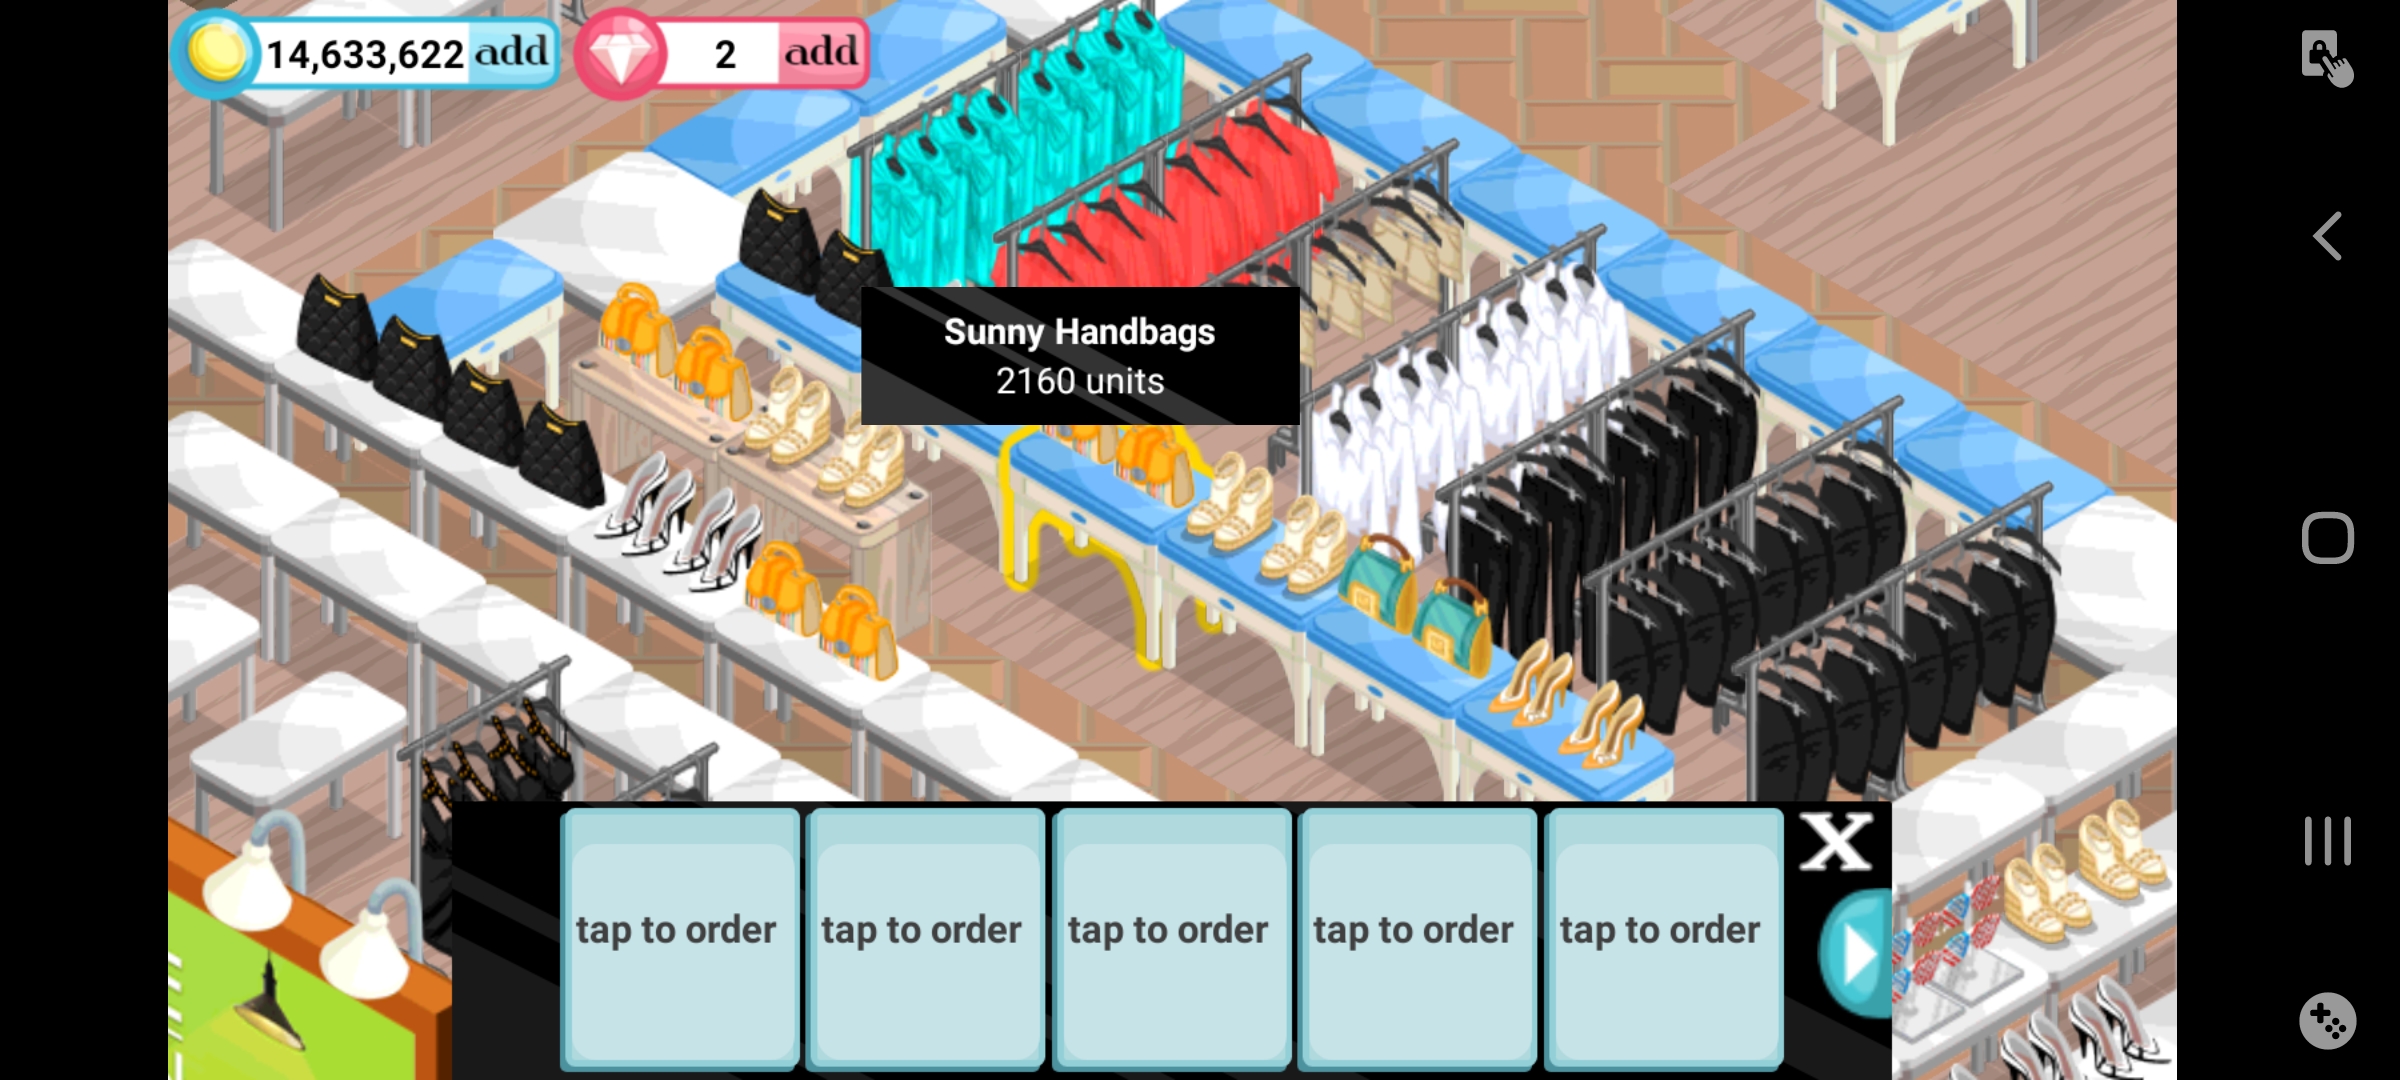 14,633,622 add
2 add
Sunny Handbags
2160 units
X
tap to order
tap to order
tap to order
tap to order
tap to order